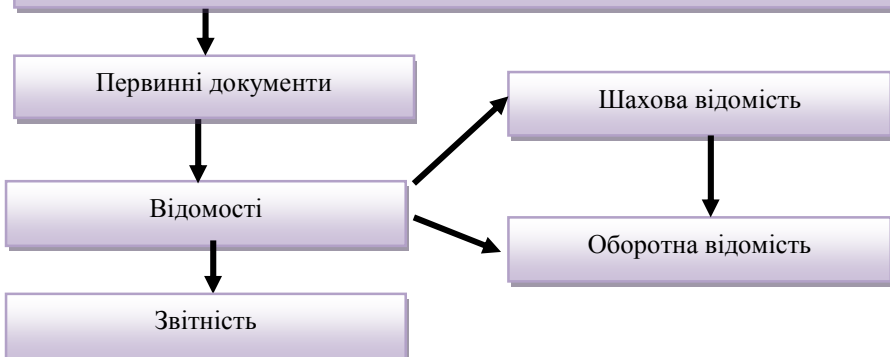 Первинні документи
Шахова відомість
Відомості
Оборотна відомість
Звітність